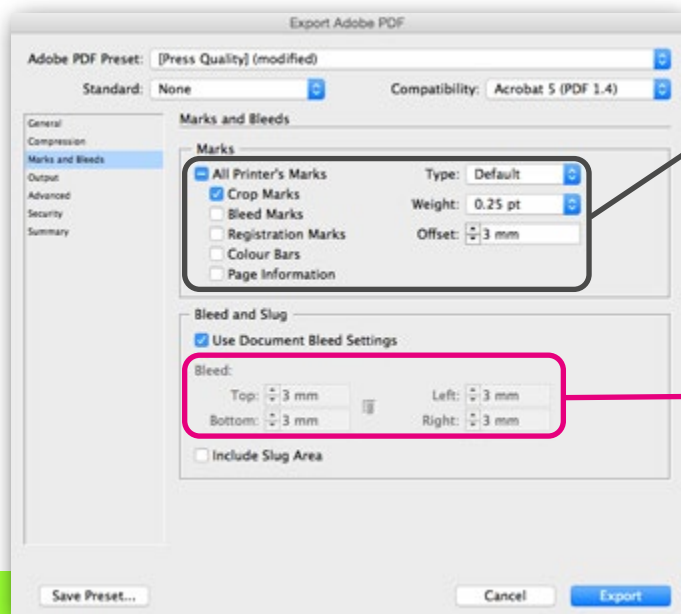 Export Adobe PDF
Adobe PDF Preset: [Press Quality] (modified)
Standard: None Compatibility: Acrobat 5 (PDF 1.4)
General
Compression
Marks and Bleeds
Output
Advanced
Security
Summary
Marks and Bleeds
Marks
All Printer's Marks Type: Default
Crop Marks Weight: 0.25 pt
Bleed Marks
Registration Marks Offset: 3 mm
Colour Bars
Page Information
Bleed and Slug
Use Document Bleed Settings
Bleed:
Top: 3 mm Left: 3 mm
Bottom: 3 mm Right: 3 mm
Include Slug Area
Save Preset... Cancel Export